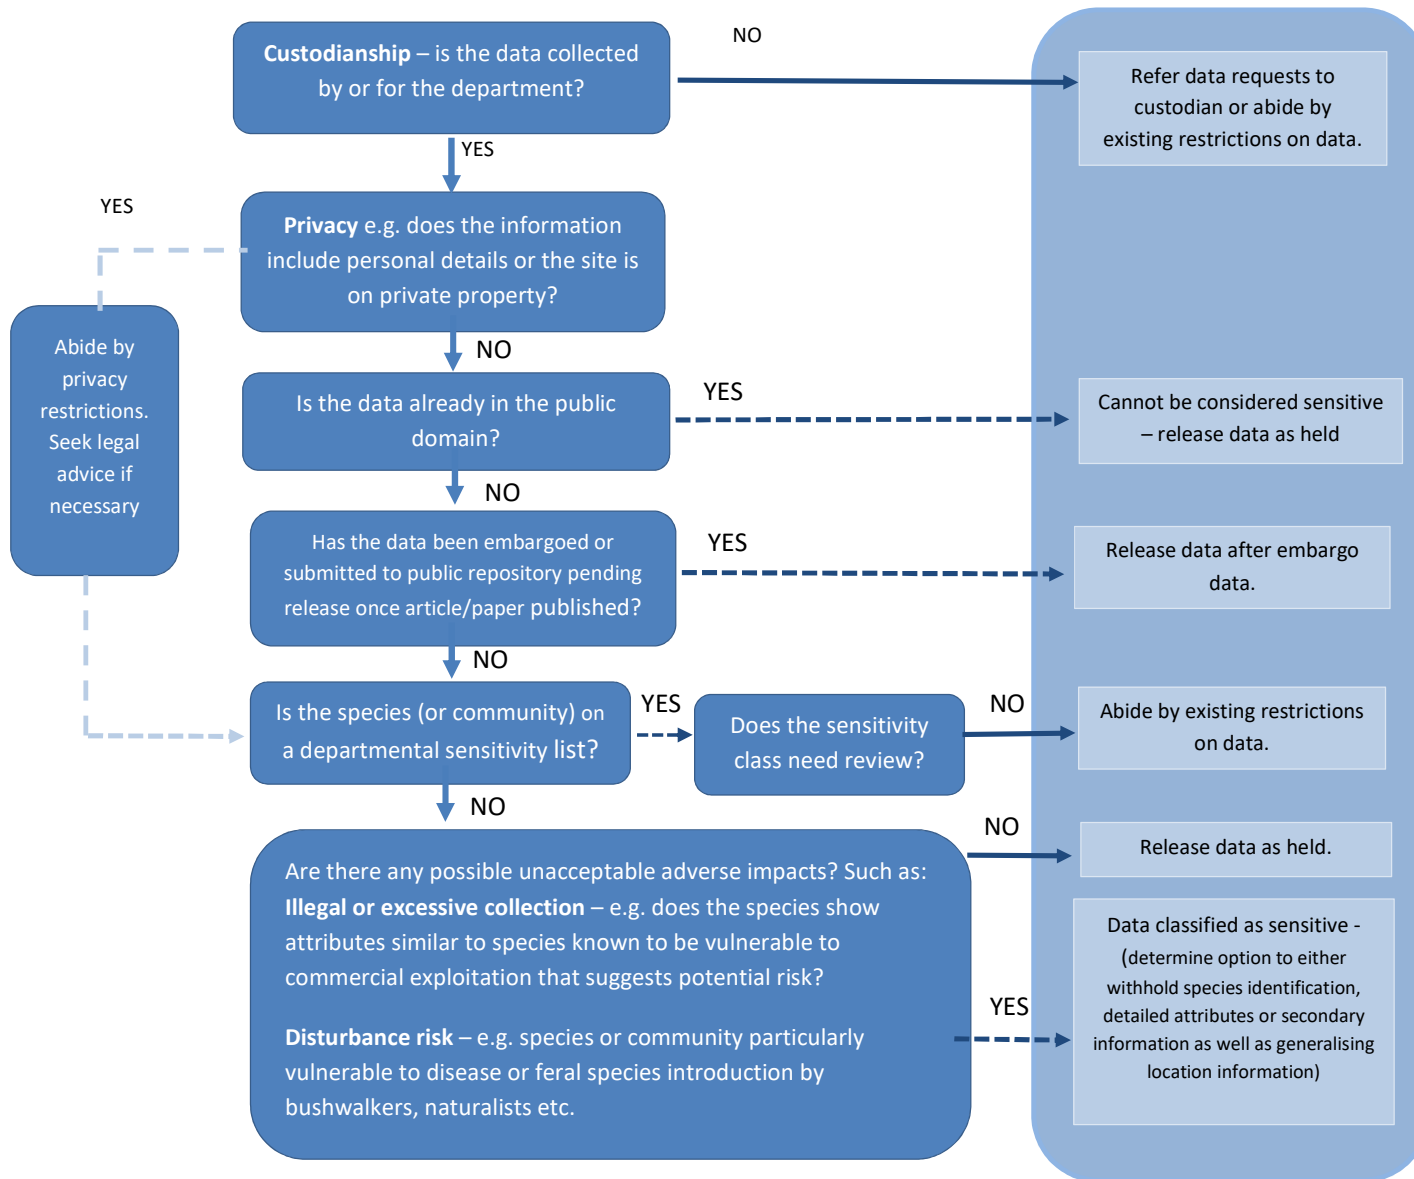 Custodianship – is the data collected
by or for the department?
NO
Refer data requests to
custodian or abide by
existing restrictions on data.
YES
YES
Privacy e.g. does the information
include personal details or the site is
on private property?
Abide by
privacy
restrictions.
Seek legal
advice if
necessary
NO
Is the data already in the public
domain?
YES
Cannot be considered sensitive
– release data as held
NO
Has the data been embargoed or
submitted to public repository pending
release once article/paper published?
YES
Release data after embargo
data.
NO
Is the species (or community) on
a departmental sensitivity list?
YES
Does the sensitivity
class need review?
NO
Abide by existing restrictions
on data.
NO
Are there any possible unacceptable adverse impacts? Such as:
Illegal or excessive collection – e.g. does the species show
attributes similar to species known to be vulnerable to
commercial exploitation that suggests potential risk?
Disturbance risk – e.g. species or community particularly
vulnerable to disease or feral species introduction by
bushwalkers, naturalists etc.
NO
Release data as held.
YES
Data classified as sensitive -
(determine option to either
withhold species identification,
detailed attributes or secondary
information as well as generalising
location information)